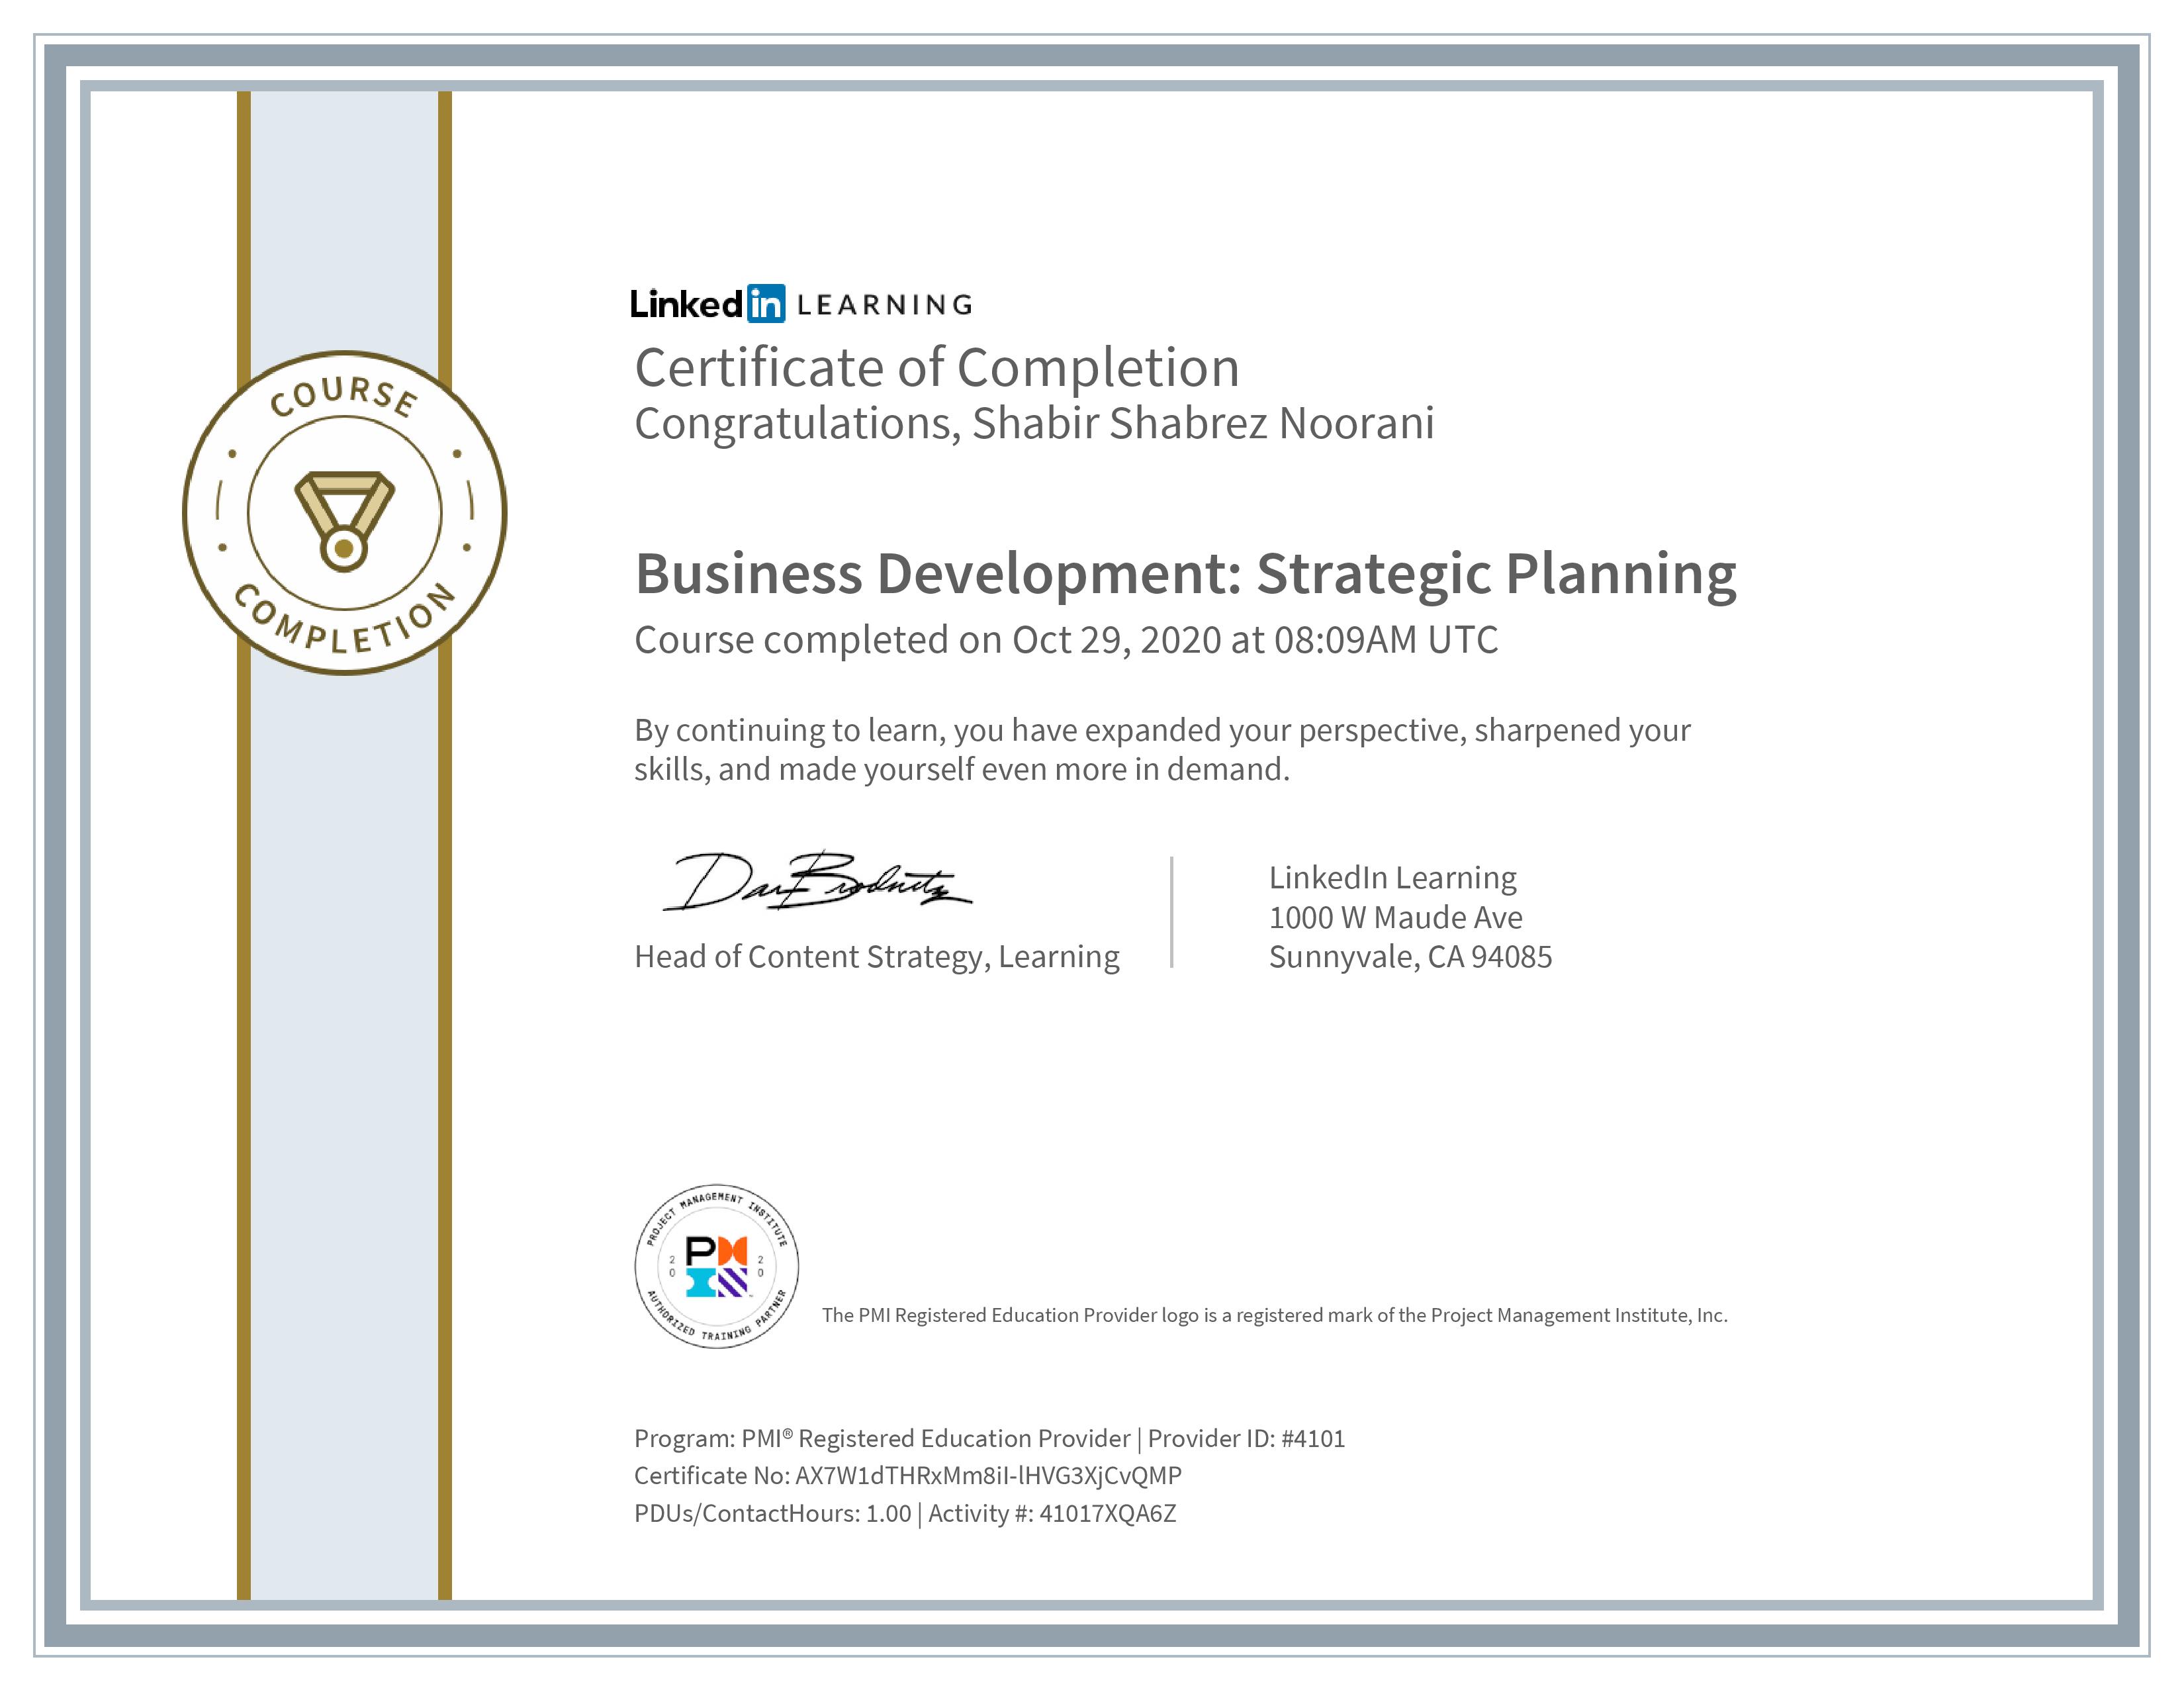 COURSE
COMPLETION
Linked in LEARNING
Certificate of Completion
Congratulations, Shabir Shabrez Noorani
Business Development: Strategic Planning
Course completed on Oct 29, 2020 at 08:09AM UTC
By continuing to learn, you have expanded your perspective, sharpened your
skills, and made yourself even more in demand.
Head of Content Strategy, Learning
LinkedIn Learning
1000 W Maude Ave
Sunnyvale, CA 94085
PROJECT MANAGEMENT INSTITUTE
20 PM 20
AUTHORIZED TRAINING PARTNER
The PMI Registered Education Provider logo is a registered mark of the Project Management Institute, Inc.
Program: PMI® Registered Education Provider | Provider ID: #4101
Certificate No: AX7W1dTHRxMm8iI-lHVG3XjCvQMP
PDUs/ContactHours: 1.00 | Activity #: 41017XQA6Z